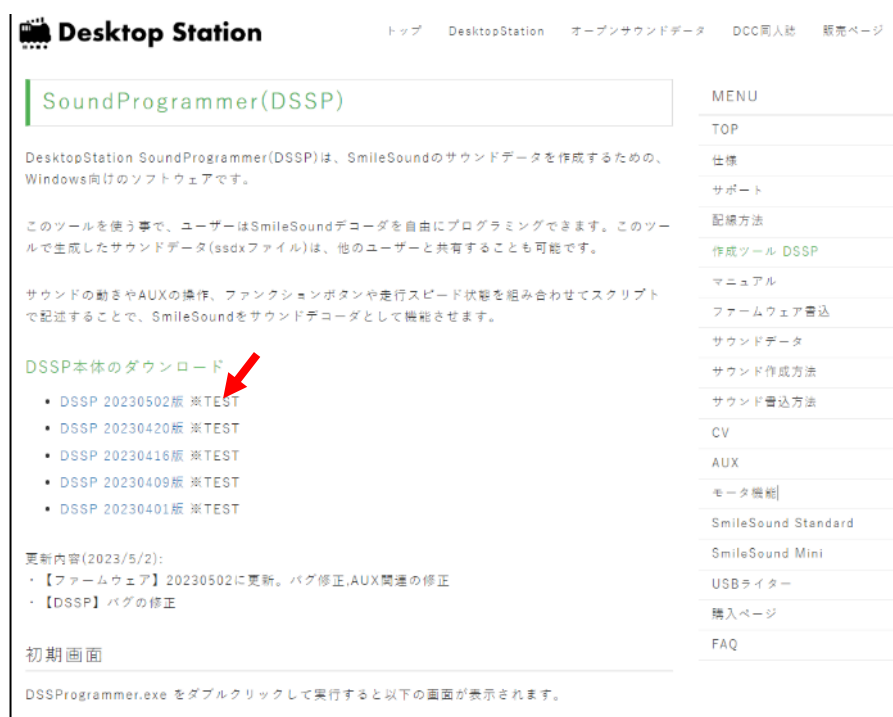 Desktop Station
トップ DesktopStation オープンサウンドデータ DCC同人誌 販売ページ
SoundProgrammer(DSSP)
DesktopStation SoundProgrammer(DSSP)は、SmileSoundのサウンドデータを作成するための、
Windows向けのソフトウェアです。
このツールを使う事で、ユーザーはSmileSoundデコーダを自由にプログラミングできます。このツー
ルで生成したサウンドデータ(ssdxファイル)は、他のユーザーと共有することも可能です。
サウンドの動きやAUXの操作、ファンクションボタンや走行スピード状態を組み合わせてスクリプト
で記述することで、SmileSoundをサウンドデコーダとして機能させます。
DSSP本体のダウンロード
• DSSP 20230502版 ※TEST
• DSSP 20230420版 ※TEST
• DSSP 20230416版 ※TEST
• DSSP 20230409版 ※TEST
• DSSP 20230401版 ※TEST
更新内容(2023/5/2):
・【ファームウェア】20230502に更新。バグ修正,AUX関連の修正
・【DSSP】バグの修正
初期画面
DSSProgrammer.exe をダブルクリックして実行すると以下の画面が表示されます。
MENU
TOP
仕様
サポート
配線方法
作成ツール DSSP
マニュアル
ファームウェア書込
サウンドデータ
サウンド作成方法
サウンド書込方法
CV
AUX
モータ機能
SmileSound Standard
SmileSound Mini
USBライター
購入ページ
FAQ